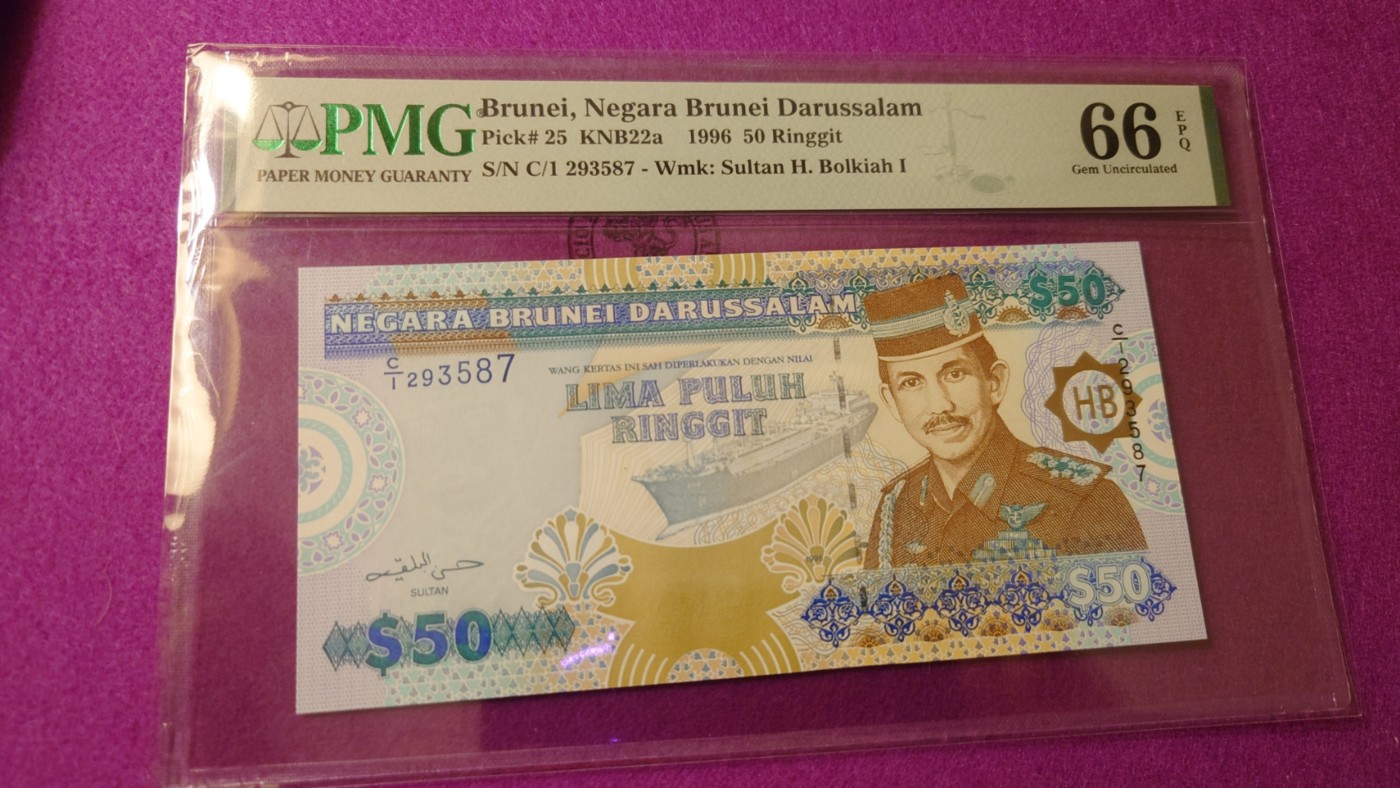 PMG
PAPER MONEY GUARANTY
Brunei, Negara Brunei Darussalam
Pick# 25 KNB22a 1996 50 Ringgit
S/N C/1 293587 - Wmk: Sultan H. Bolkiah I
66
EPQ
Gem Uncirculated
NEGARA BRUNEI DARUSSALAM
$50
C/1 293587
WANG KERTAS INI SAH DIPERLAKUKAN DENGAN NILAI
LIMA PULUH
RINGGIT
C/1 293587
HB
SULTAN
$50
$50